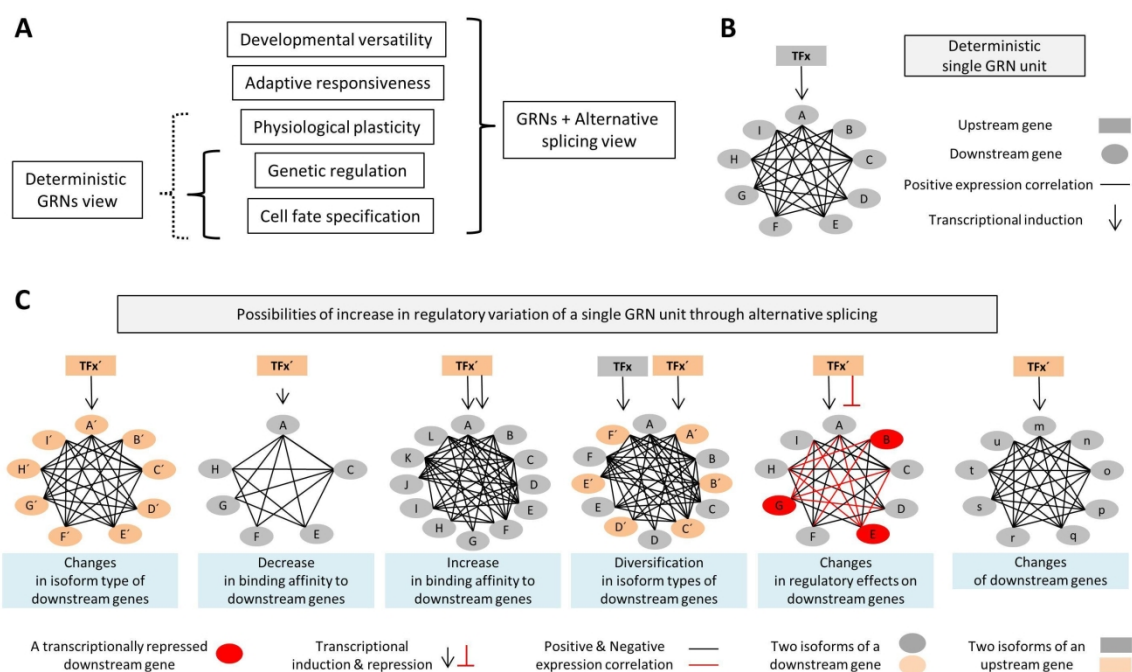 A
Developmental versatility
Adaptive responsiveness
Physiological plasticity
Genetic regulation
Cell fate specification
Deterministic
GRNs view
GRNs + Alternative
splicing view
B
TFx
A
I
B
H
C
G
D
F
E
Deterministic
single GRN unit
Upstream gene
Downstream gene
Positive expression correlation
Transcriptional induction
C
Possibilities of increase in regulatory variation of a single GRN unit through alternative splicing
TFx´
A´
I´
B´
H´
C´
G´
D´
F´
E´
Changes
in isoform type of
downstream genes
TFx´
A
H
C
G
F
E
Decrease
in binding affinity to
downstream genes
TFx´
A
L
B
K
C
J
D
I
E
H
F
G
Increase
in binding affinity to
downstream genes
TFx
TFx´
A
F´
A´
F
B
E´
B´
E
C
D´
C´
D
Diversification
in isoform types of
downstream genes
TFx´
A
I
B
H
C
G
D
F
E
Changes
in regulatory effects on
downstream genes
TFx´
m
u
n
t
o
s
p
r
q
Changes
of downstream genes
A transcriptionally repressed
downstream gene
Transcriptional
induction & repression
Positive & Negative
expression correlation
Two isoforms of a
downstream gene
Two isoforms of an
upstream gene